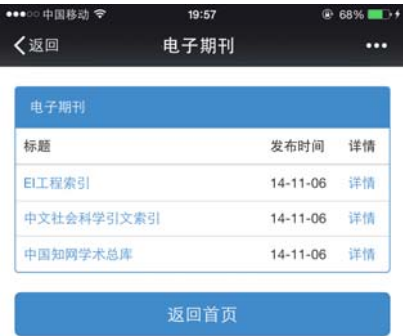 中国移动 19:57 68%
返回 电子期刊
电子期刊
标题 发布时间 详情
EI工程索引 14-11-06 详情
中文社会科学引文索引 14-11-06 详情
中国知网学术总库 14-11-06 详情
返回首页